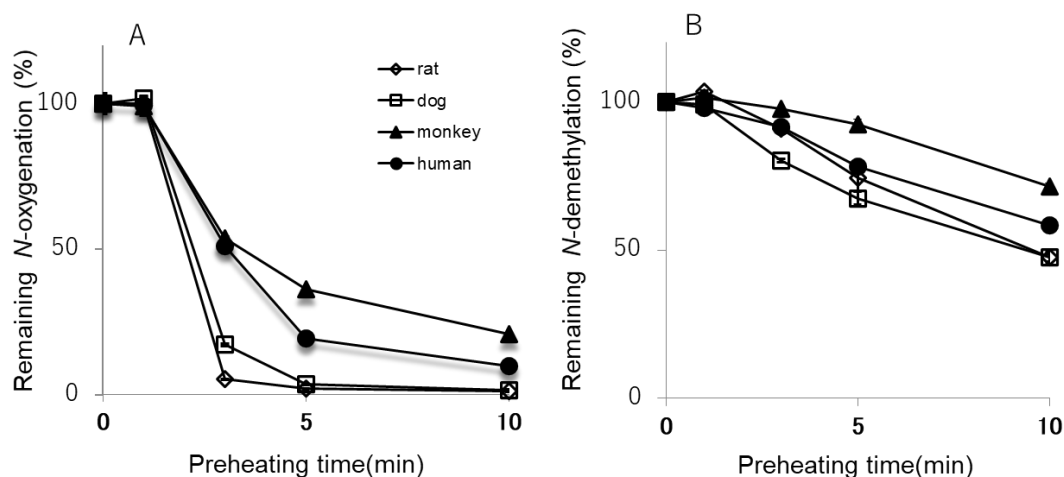 A
Remaining N-oxygenation (%)
100
50
0
0 5 10
Preheating time(min)
rat
dog
monkey
human
B
Remaining N-demethylation (%)
100
50
0
0 5 10
Preheating time(min)